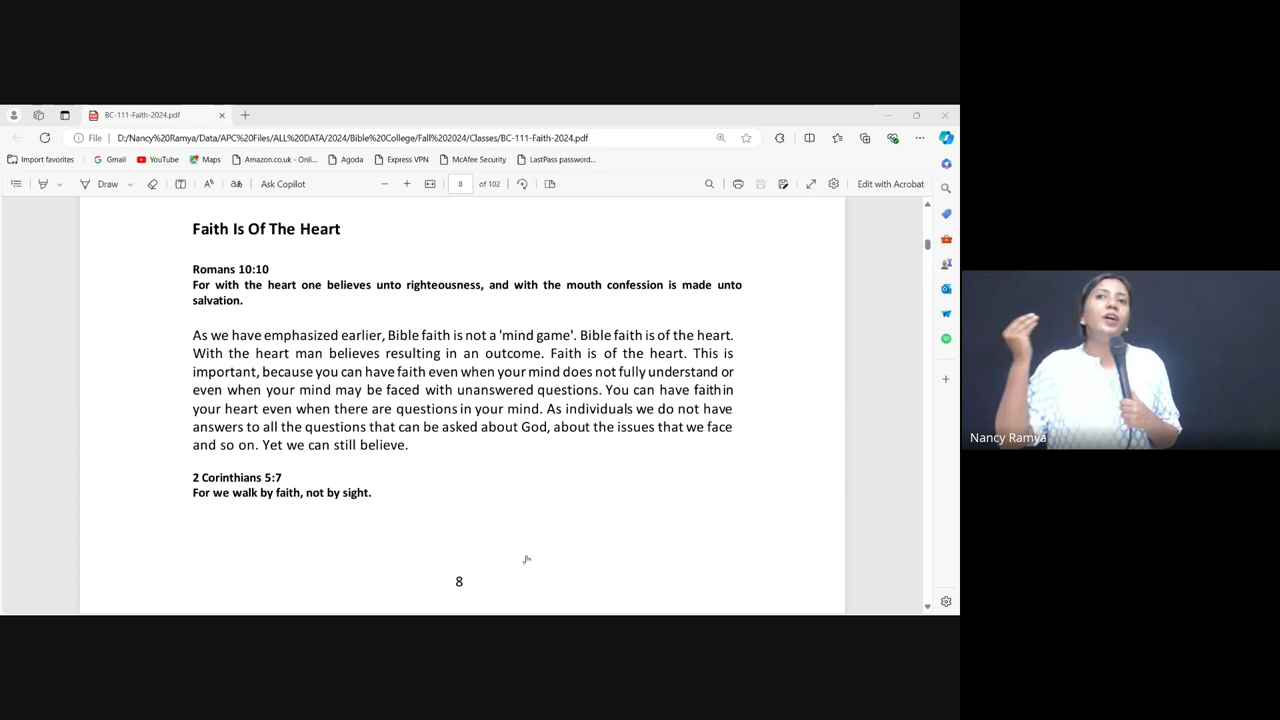 BC-111-Faith-2024.pdf
File
D:/Nancy%20Ramya/Data/APC%20Files/ALL%20DATA/2024/Bible%20College/Fall%202024/Classes/BC-111-Faith-2024.pdf
Import favorites Gmail YouTube Maps Amazon.co.uk - Onli... Agoda Express VPN McAfee Security LastPass password...
Draw Ask Copilot 8 of 102 Edit with Acrobat
Faith Is Of The Heart
Romans 10:10
For with the heart one believes unto righteousness, and with the mouth confession is made unto
salvation.
As we have emphasized earlier, Bible faith is not a 'mind game'. Bible faith is of the heart.
With the heart man believes resulting in an outcome. Faith is of the heart. This is
important, because you can have faith even when your mind does not fully understand or
even when your mind may be faced with unanswered questions. You can have faith in
your heart even when there are questions in your mind. As individuals we do not have
answers to all the questions that can be asked about God, about the issues that we face
and so on. Yet we can still believe.
2 Corinthians 5:7
For we walk by faith, not by sight.
8
Nancy Ramya